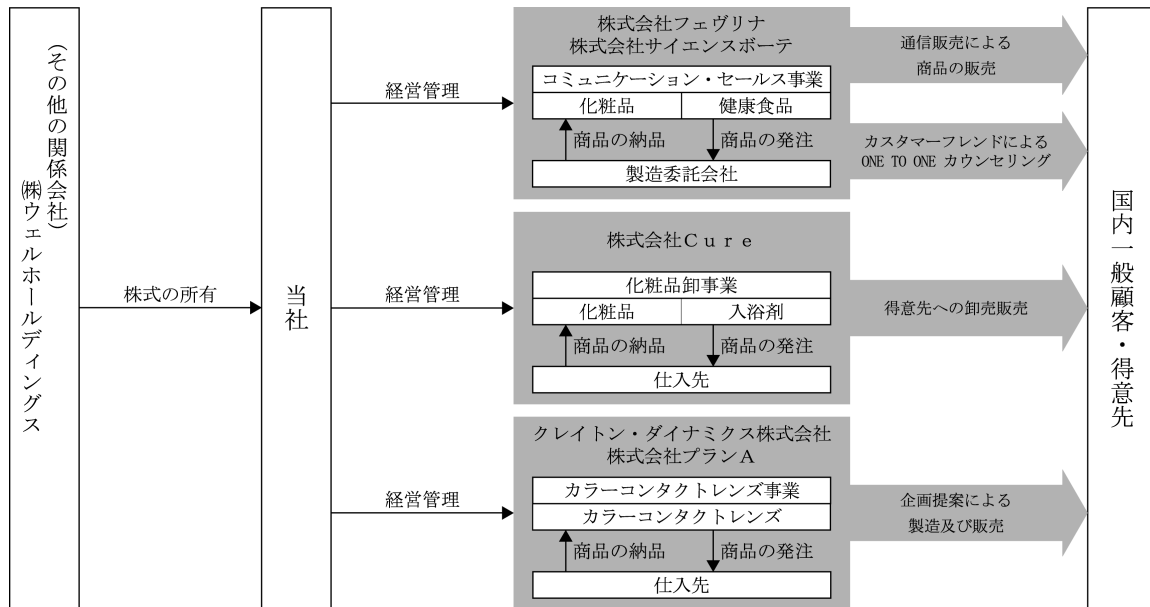 (その他の関係会社)
㈱ウェルホールディングス
株式の所有
当社
経営管理
株式会社フェヴリナ
株式会社サイエンスボーテ
コミュニケーション・セールス事業
化粧品
健康食品
商品の納品
商品の発注
製造委託会社
通信販売による
商品の販売
カスタマーフレンドによる
ONE TO ONE カウンセリング
経営管理
株式会社Cure
化粧品卸事業
化粧品
入浴剤
商品の納品
商品の発注
仕入先
得意先への卸売販売
経営管理
クレイトン・ダイナミクス株式会社
株式会社プランA
カラーコンタクトレンズ事業
カラーコンタクトレンズ
商品の納品
商品の発注
仕入先
企画提案による
製造及び販売
国内一般顧客・得意先